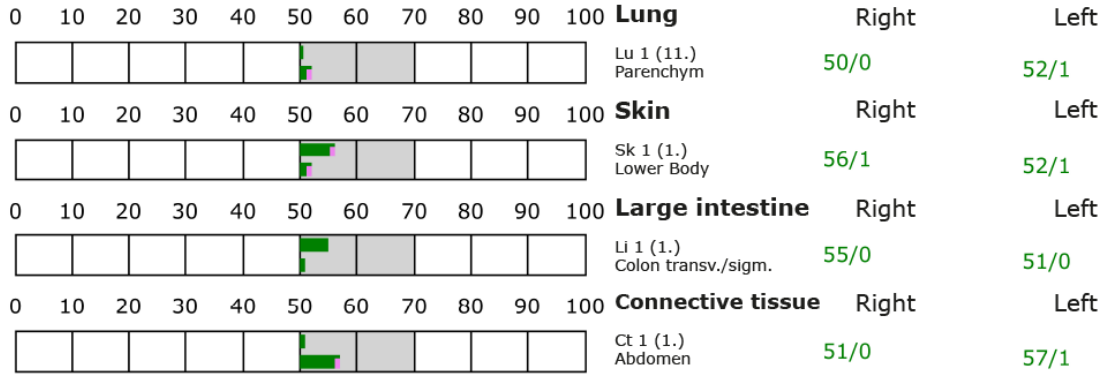 0 10 20 30 40 50 60 70 80 90 100 Lung Right Left
Lu 1 (11.)
Parenchym 50/0 52/1
0 10 20 30 40 50 60 70 80 90 100 Skin Right Left
Sk 1 (1.)
Lower Body 56/1 52/1
0 10 20 30 40 50 60 70 80 90 100 Large intestine Right Left
Li 1 (1.)
Colon transv./sigm. 55/0 51/0
0 10 20 30 40 50 60 70 80 90 100 Connective tissue Right Left
Ct 1 (1.)
Abdomen 51/0 57/1